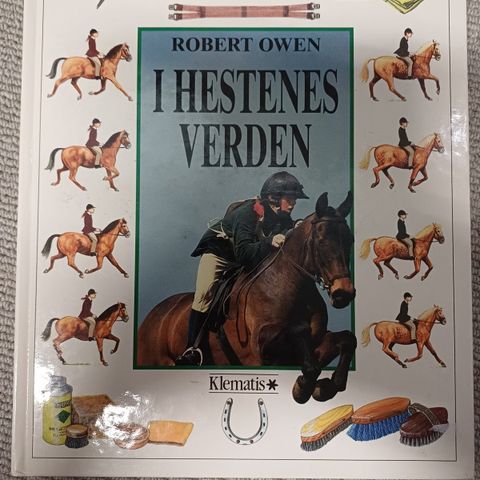 ROBERT OWEN
I HESTENES
VERDEN
Klematis